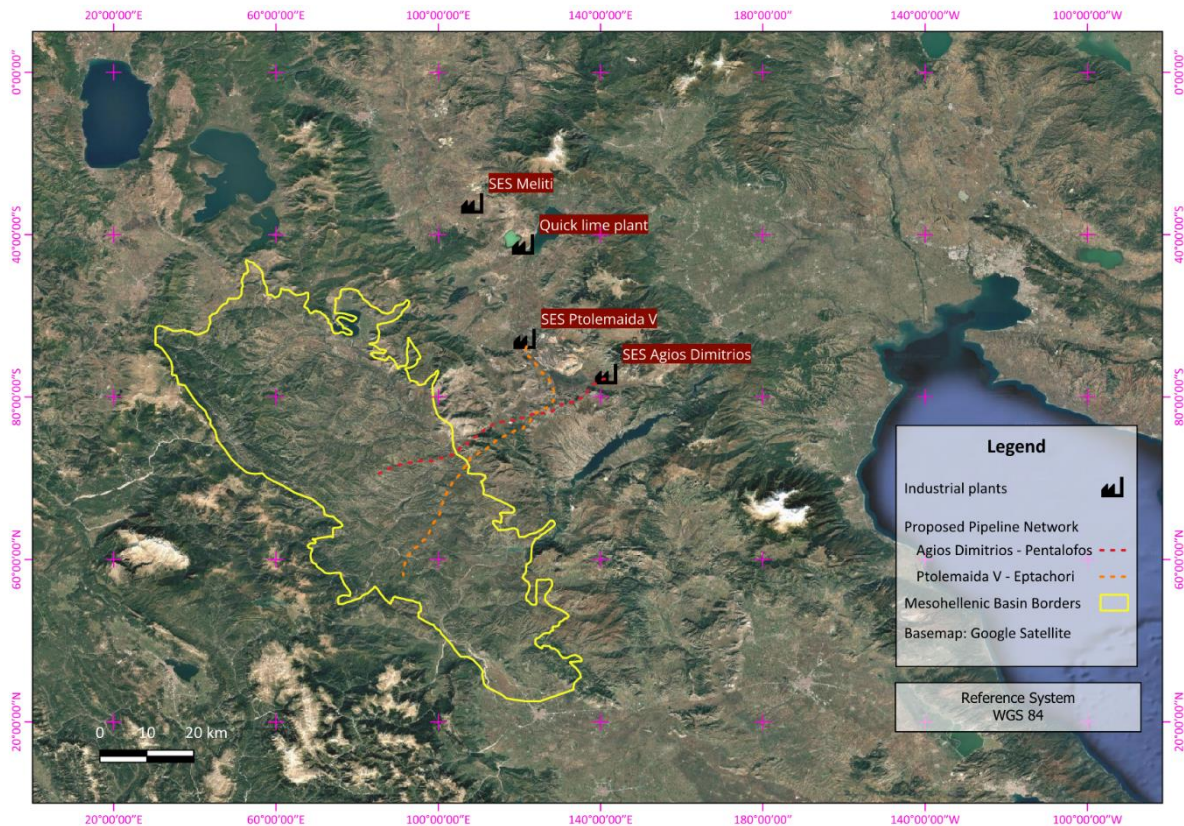 20°00'00"E 60°00'00"E 100°00'00"E 140°00'00"E 180°00'00"W 140°00'00"W 100°00'00"W
0°00'00" 0°00'00"
SES Meliti
Quick lime plant
40°00'00"S 40°00'00"S
SES Ptolemaida V
SES Agios Dimitrios
80°00'00"S 80°00'00"S
Legend
Industrial plants
Proposed Pipeline Network
Agios Dimitrios - Pentalofos
Ptolemaida V - Eptachori
Mesohellenic Basin Borders
Basemap: Google Satellite
60°00'00"N 60°00'00"N
Reference System
WGS 84
20°00'00"N 20°00'00"N
0 10 20 km
20°00'00"E 60°00'00"E 100°00'00"E 140°00'00"E 180°00'00"W 140°00'00"W 100°00'00"W